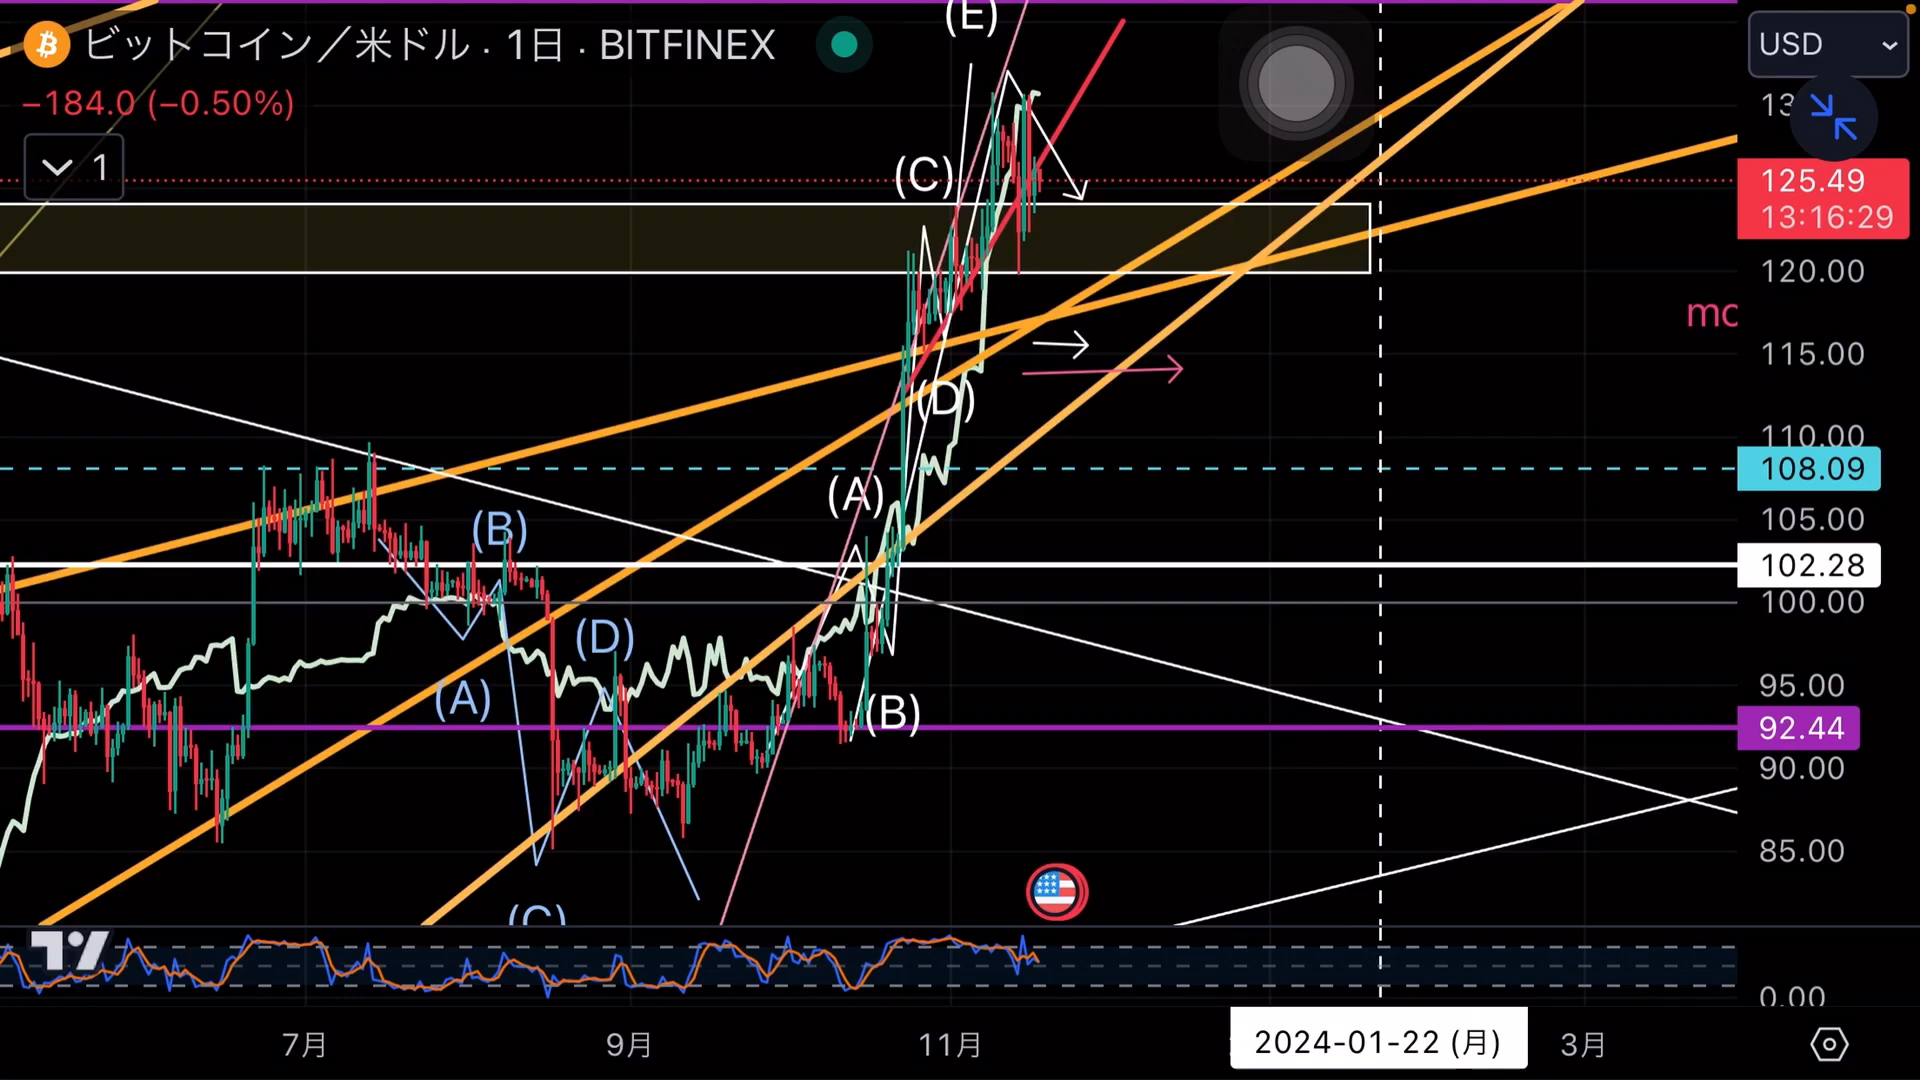 ビットコイン／米ドル · 1日 · BITFINEX
−184.0 (−0.50%)
1
USD
125.49
13:16:29
120.00
115.00
110.00
108.09
105.00
102.28
100.00
95.00
92.44
90.00
85.00
0.00
(E)
(C)
(D)
(A)
(B)
(B)
(D)
(A)
(C)
7月
9月
11月
2024-01-22 (月)
3月